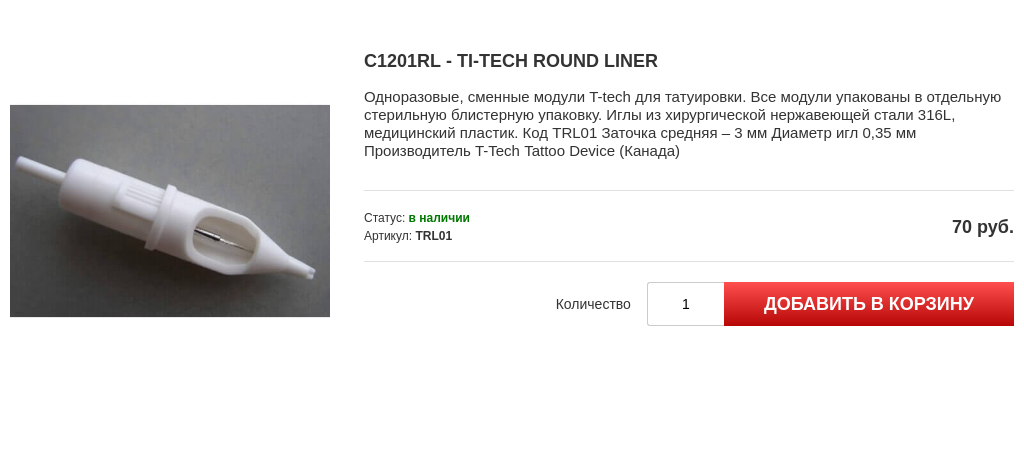 C1201RL - TI-TECH ROUND LINER
Одноразовые, сменные модули T-tech для татуировки. Все модули упакованы в отдельную
стерильную блистерную упаковку. Иглы из хирургической нержавеющей стали 316L,
медицинский пластик. Код TRL01 Заточка средняя – 3 мм Диаметр игл 0,35 мм
Производитель T-Tech Tattoo Device (Канада)
Статус: в наличии
Артикул: TRL01
70 руб.
Количество
1
ДОБАВИТЬ В КОРЗИНУ